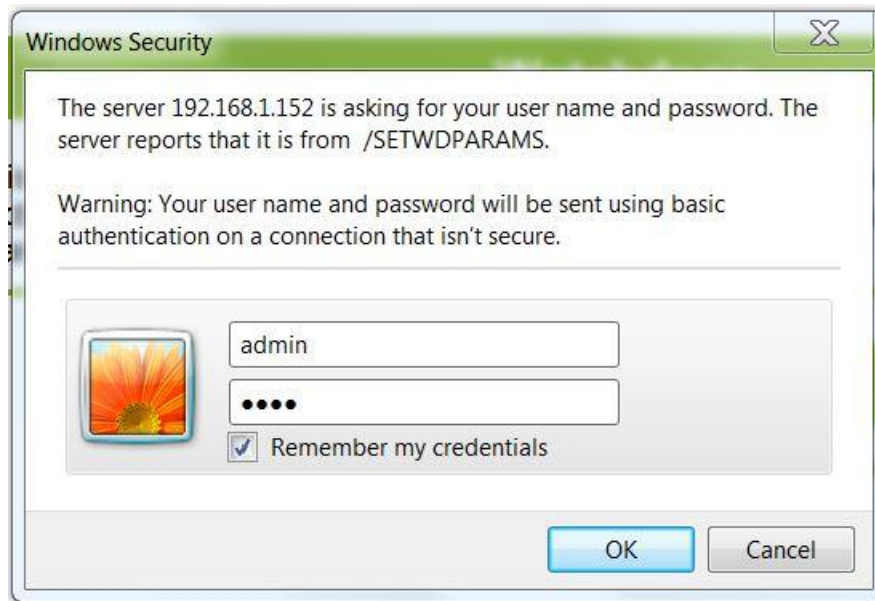 Windows Security
The server 192.168.1.152 is asking for your user name and password. The
server reports that it is from /SETWDPARAMS.
Warning: Your user name and password will be sent using basic
authentication on a connection that isn't secure.
admin
••••
Remember my credentials
OK
Cancel